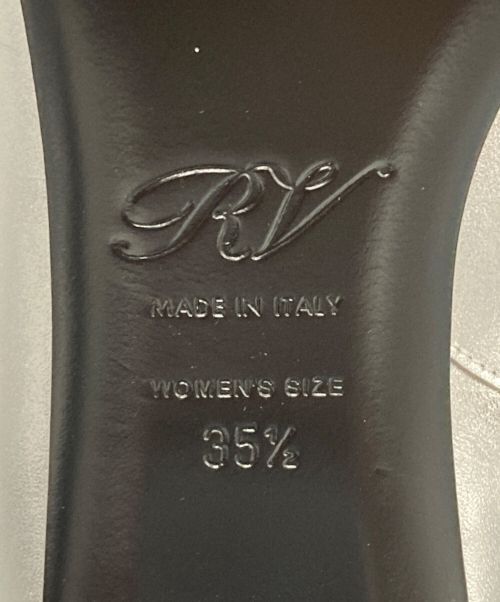 RV
MADE IN ITALY
WOMEN'S SIZE
35½